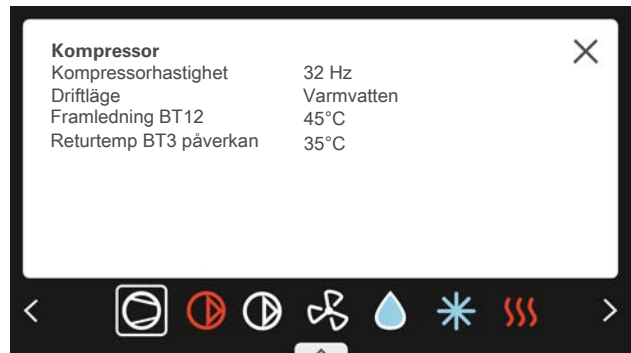 Kompressor
Kompressorhastighet 32 Hz
Driftläge Varmvatten
Framledning BT12 45°C
Returtemp BT3 påverkan 35°C